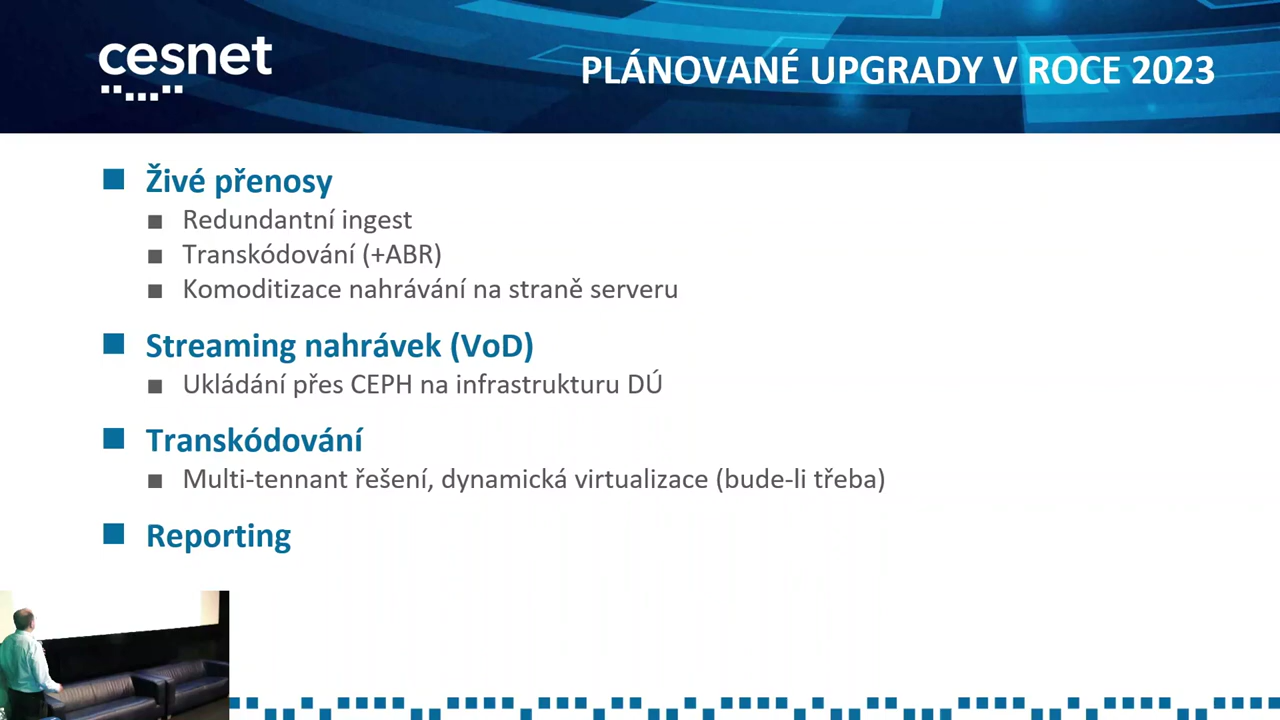 cesnet
PLÁNOVANÉ UPGRADY V ROCE 2023
Živé přenosy
Redundantní ingest
Transkódování (+ABR)
Komoditizace nahrávání na straně serveru
Streaming nahrávek (VoD)
Ukládání přes CEPH na infrastrukturu DÚ
Transkódování
Multi-tennant řešení, dynamická virtualizace (bude-li třeba)
Reporting